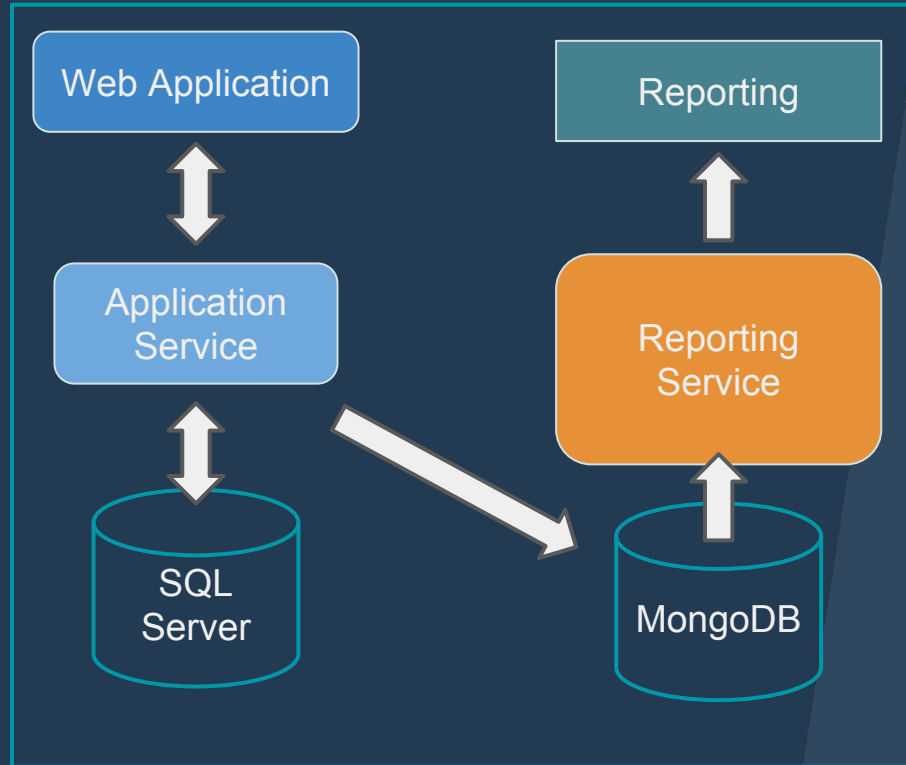 Web Application
Reporting
Application
Service
Reporting
Service
SQL
Server
MongoDB